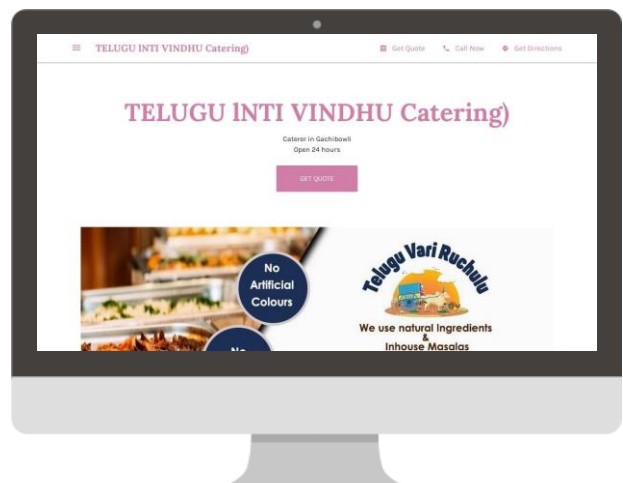 TELUGU INTI VINDHU Catering)
Get Quote
Call Now
Get Directions
TELUGU lNTI VINDHU Catering)
Caterer in Gachibowli
Open 24 hours
GET QUOTE
No
Artificial
Colours
No
Telugu Vari Ruchulu
We use natural Ingredients
&
Inhouse Masalas